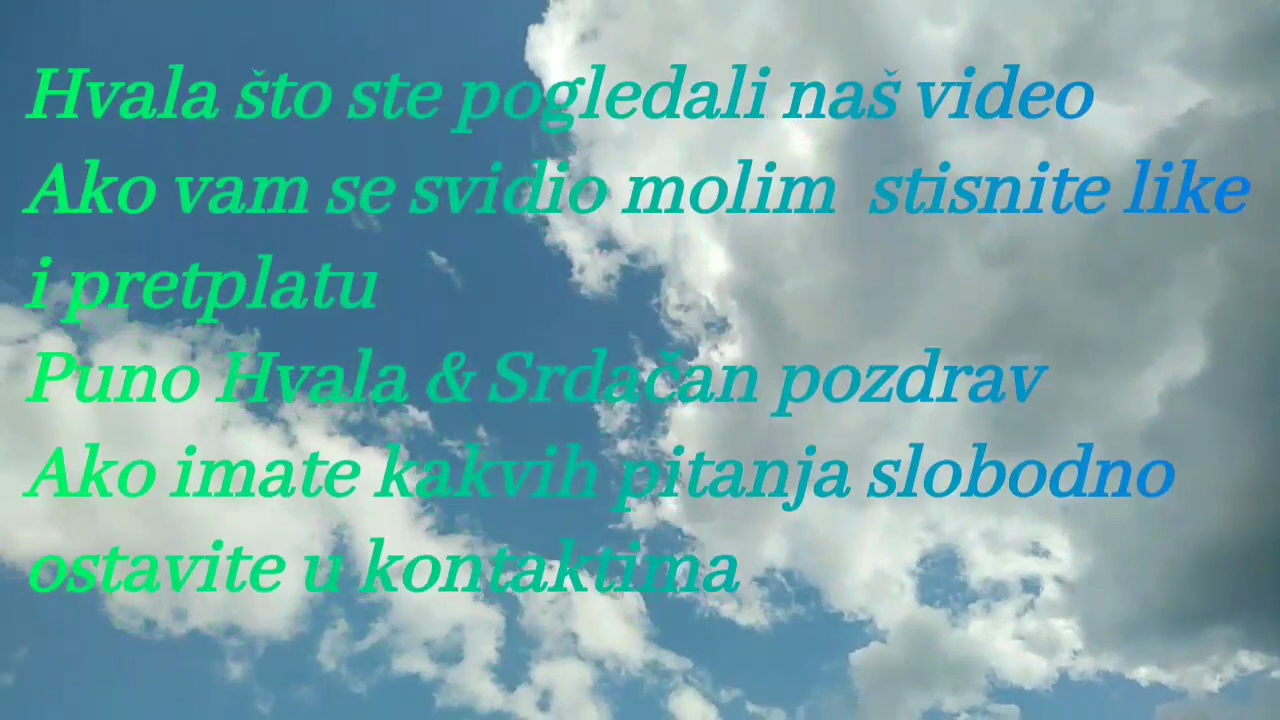 Hvala što ste pogledali naš video
Ako vam se svidio molim  stisnite like
i pretplatu
Puno Hvala & Srdačan pozdrav
Ako imate kakvih pitanja slobodno
ostavite u kontaktima